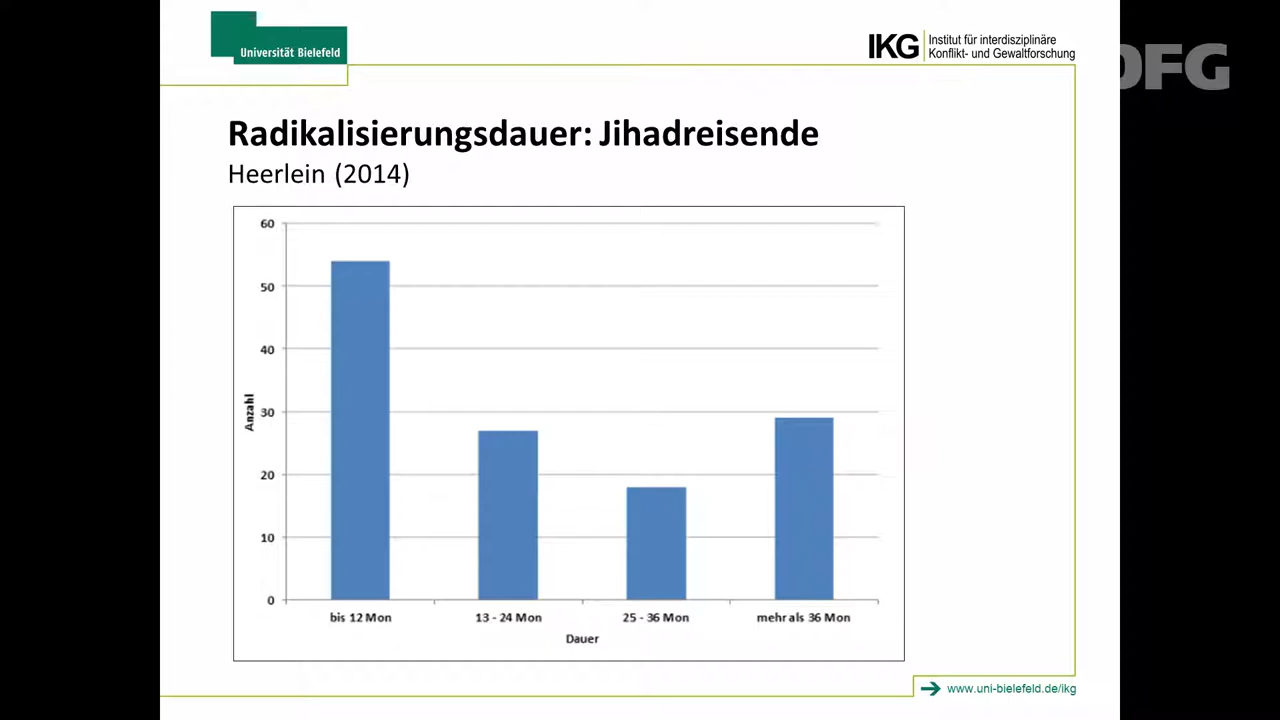 Universität Bielefeld
IKG
Institut für interdisziplinäre
Konflikt- und Gewaltforschung
DFG
Radikalisierungsdauer: Jihadreisende
Heerlein (2014)
60
50
40
30
20
10
0
Anzahl
bis 12 Mon
13 - 24 Mon
25 - 36 Mon
mehr als 36 Mon
Dauer
www.uni-bielefeld.de/ikg